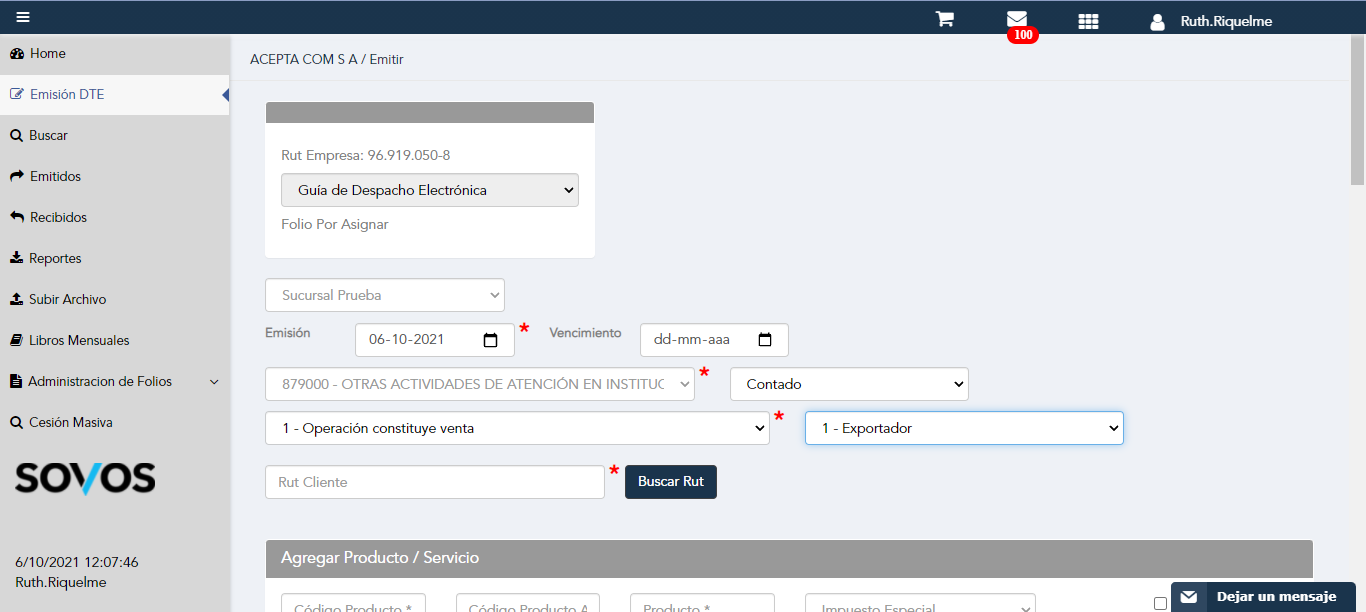 100
Ruth.Riquelme
Home
Emisión DTE
Buscar
Emitidos
Recibidos
Reportes
Subir Archivo
Libros Mensuales
Administracion de Folios
Cesión Masiva
SOVOS
6/10/2021 12:07:46
Ruth.Riquelme
ACEPTA COM S A / Emitir
Rut Empresa: 96.919.050-8
Guía de Despacho Electrónica
Folio Por Asignar
Sucursal Prueba
Emisión 06-10-2021 * Vencimiento dd-mm-aaa
879000 - OTRAS ACTIVIDADES DE ATENCIÓN EN INSTITUC * Contado
1 - Operación constituye venta * 1 - Exportador
Rut Cliente * Buscar Rut
Agregar Producto / Servicio
Código Producto * Código Producto A Producto * Impuesto Especial
Dejar un mensaje